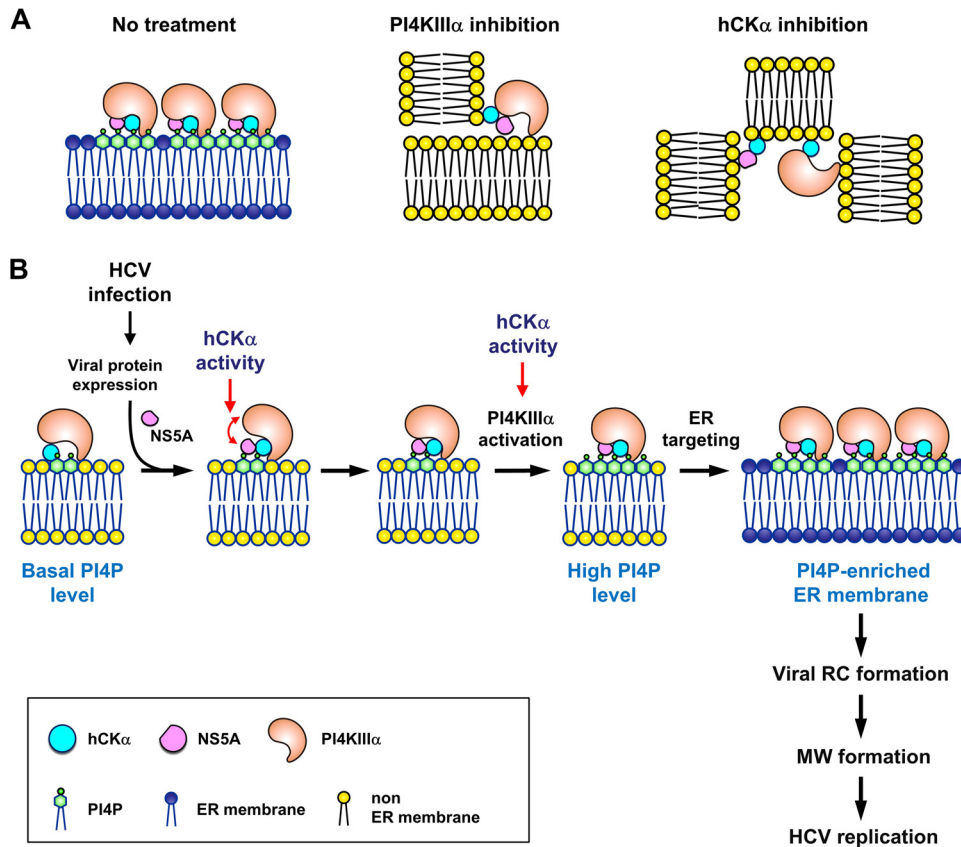 A
No treatment
PI4KIIIα inhibition
hCKα inhibition
B
HCV
infection
Viral protein
expression
NS5A
hCKα
activity
hCKα
activity
PI4KIIIα
activation
ER
targeting
Basal PI4P
level
High PI4P
level
PI4P-enriched
ER membrane
Viral RC formation
MW formation
HCV replication
hCKα
NS5A
PI4KIIIα
PI4P
ER membrane
non
ER membrane